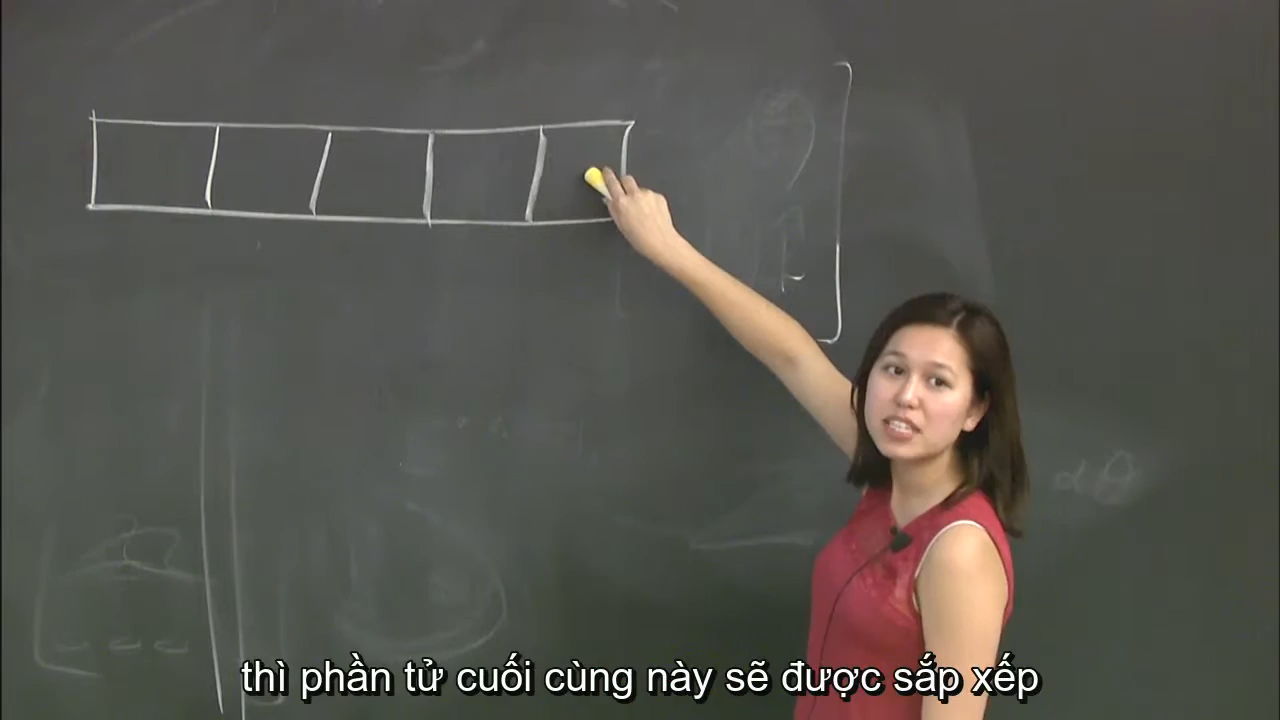 thì phần tử cuối cùng này sẽ được sắp xếp